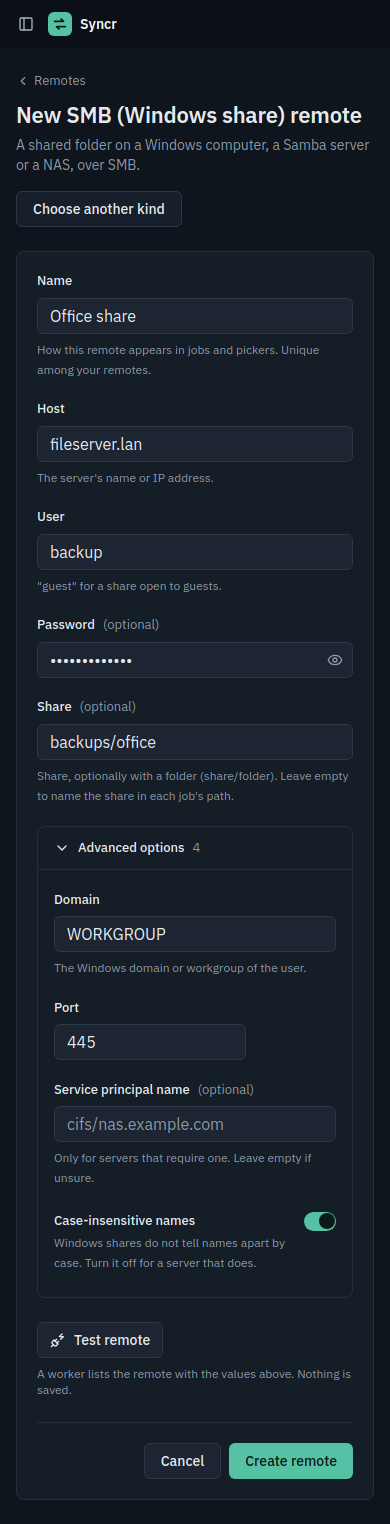 Syncr
Remotes
New SMB (Windows share) remote
A shared folder on a Windows computer, a Samba server
or a NAS, over SMB.
Choose another kind
Name
Office share
How this remote appears in jobs and pickers. Unique
among your remotes.
Host
fileserver.lan
The server's name or IP address.
User
backup
"guest" for a share open to guests.
Password (optional)
•••••••••••••
Share (optional)
backups/office
Share, optionally with a folder (share/folder). Leave empty
to name the share in each job's path.
Advanced options 4
Domain
WORKGROUP
The Windows domain or workgroup of the user.
Port
445
Service principal name (optional)
cifs/nas.example.com
Only for servers that require one. Leave empty if
unsure.
Case-insensitive names
Windows shares do not tell names apart by
case. Turn it off for a server that does.
Test remote
A worker lists the remote with the values above. Nothing is
saved.
Cancel
Create remote